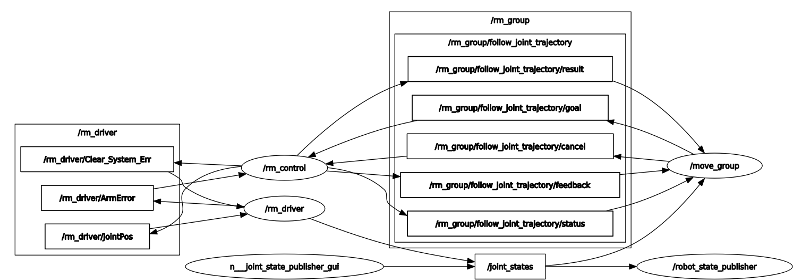 /rm_group
/rm_group/follow_joint_trajectory
/rm_group/follow_joint_trajectory/result
/rm_group/follow_joint_trajectory/goal
/rm_group/follow_joint_trajectory/cancel
/rm_group/follow_joint_trajectory/feedback
/rm_group/follow_joint_trajectory/status
/rm_driver
/rm_driver/Clear_System_Err
/rm_driver/ArmError
/rm_driver/JointPos
/rm_control
/rm_driver
/move_group
n__joint_state_publisher_gui
/joint_states
/robot_state_publisher